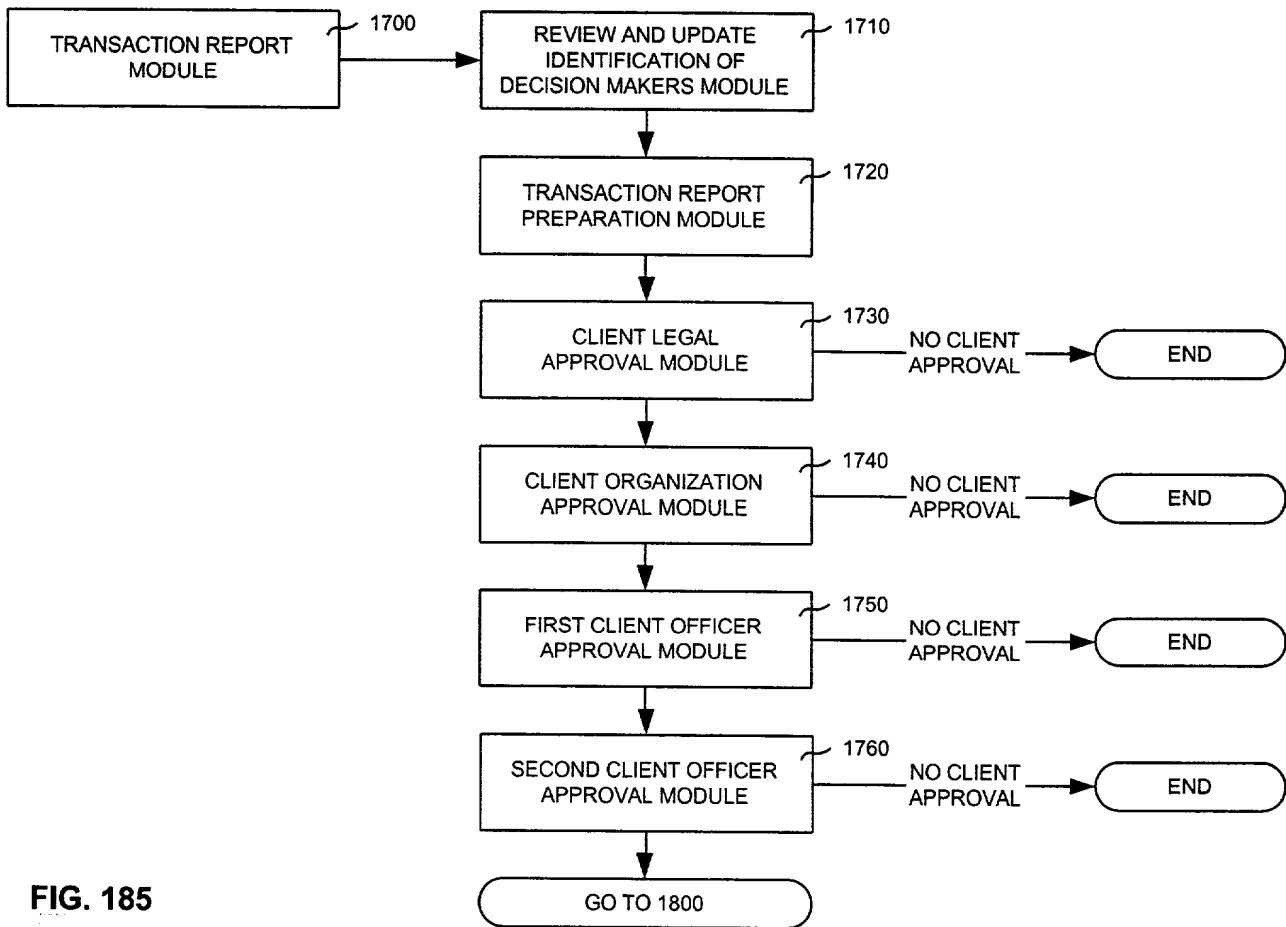 TRANSACTION REPORT
MODULE
1700
REVIEW AND UPDATE
IDENTIFICATION OF
DECISION MAKERS MODULE
1710
TRANSACTION REPORT
PREPARATION MODULE
1720
CLIENT LEGAL
APPROVAL MODULE
1730
NO CLIENT
APPROVAL
END
CLIENT ORGANIZATION
APPROVAL MODULE
1740
NO CLIENT
APPROVAL
END
FIRST CLIENT OFFICER
APPROVAL MODULE
1750
NO CLIENT
APPROVAL
END
SECOND CLIENT OFFICER
APPROVAL MODULE
1760
NO CLIENT
APPROVAL
END
GO TO 1800
FIG. 185